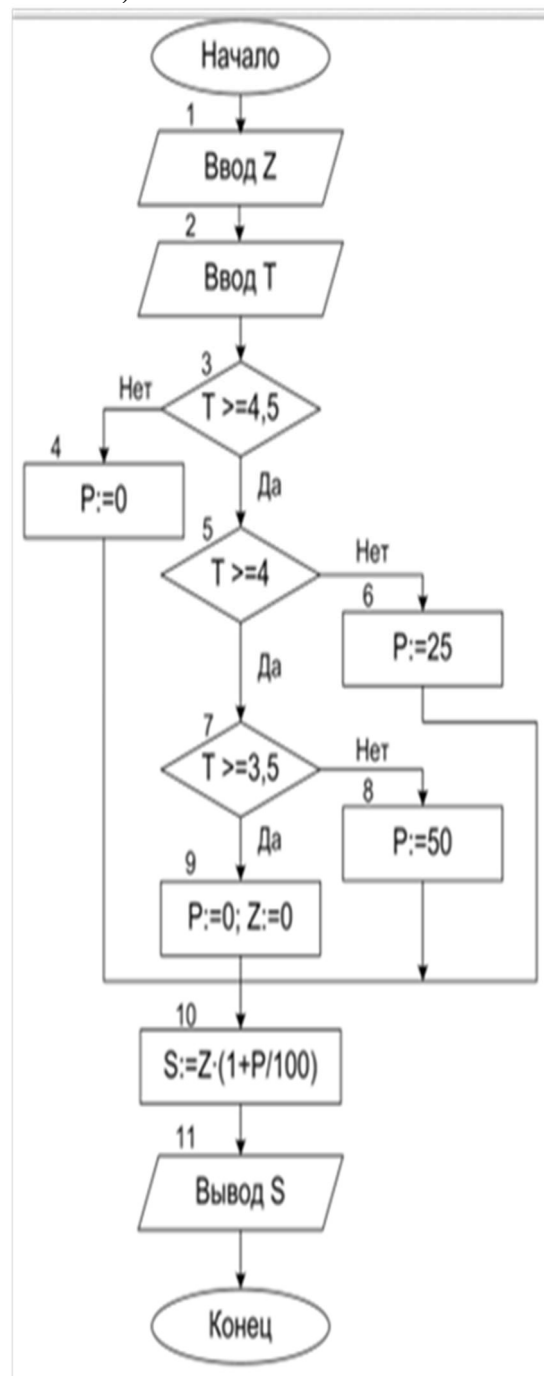 Начало
1
Ввод Z
2
Ввод T
3
Нет
T >=4,5
4
Да
P:=0
5
Нет
T >=4
6
P:=25
Да
7
Нет
T >=3,5
8
Да
P:=50
9
P:=0; Z:=0
10
S:=Z·(1+P/100)
11
Вывод S
Конец